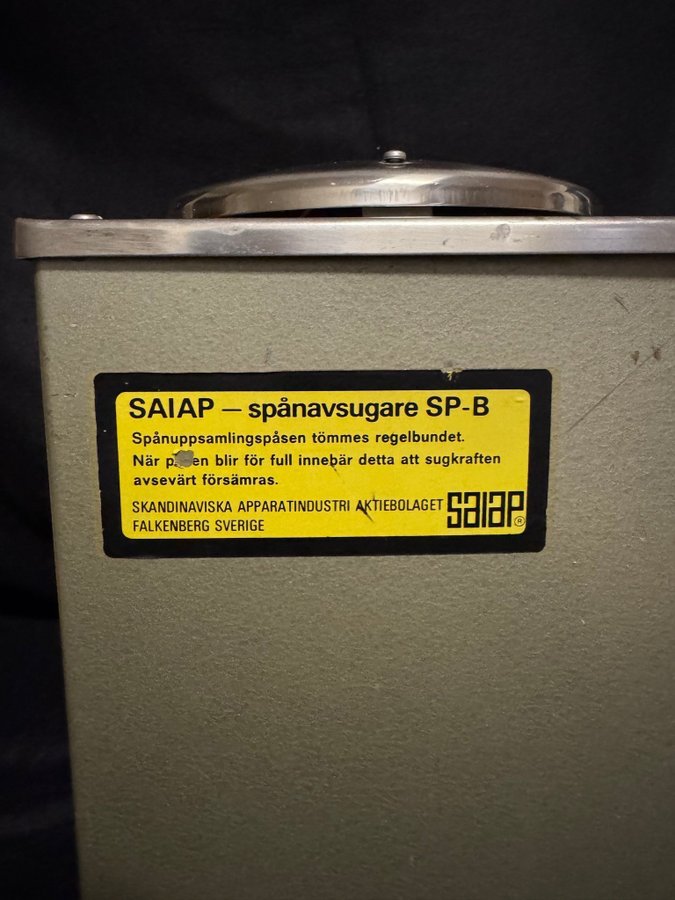 SAIAP — spånavsugare SP-B
Spånuppsamlingspåsen tömmes regelbundet.
När blir för full innebär detta att sugkraften
avsevärt försämras.
SKANDINAVISKA APPARATINDUSTRI AKTIEBOLAGET
FALKENBERG SVERIGE
saiap®